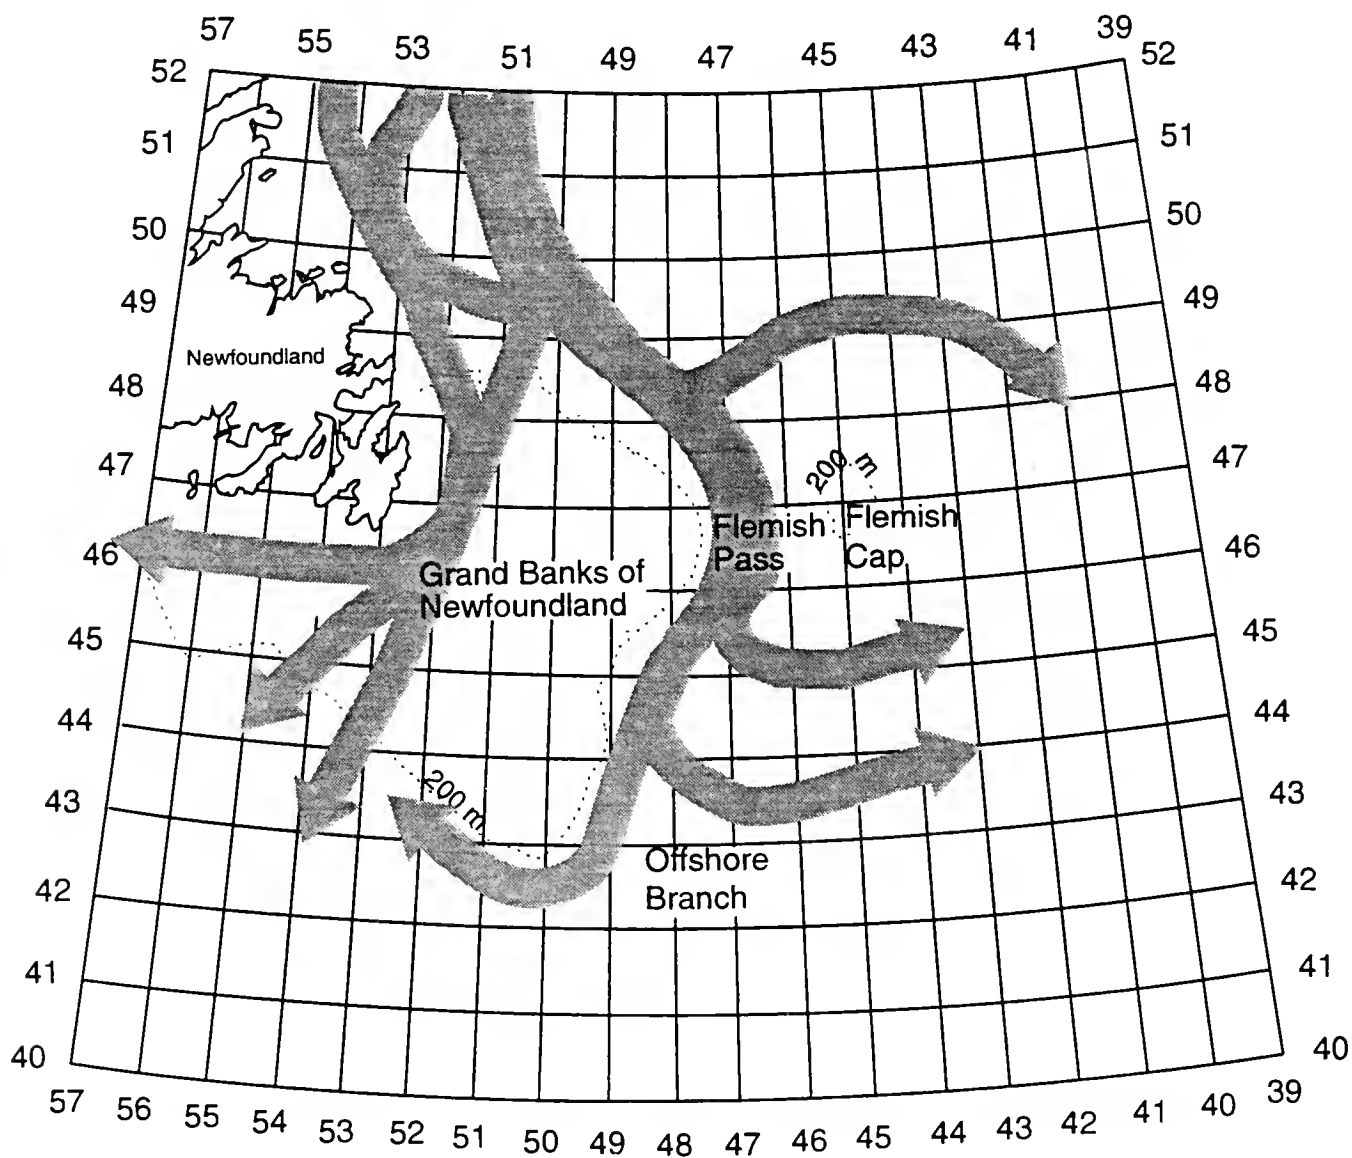 57 55 53 51 49 47 45 43 41 39
52 52
51 51
50 50
49 49
Newfoundland
48 48
47 47
200 m
Flemish Flemish
Pass Cap
46 46
Grand Banks of
Newfoundland
45 45
44 44
200 m
43 43
Offshore
Branch
42 42
41 41
40 40
57 56 55 54 53 52 51 50 49 48 47 46 45 44 43 42 41 40 39